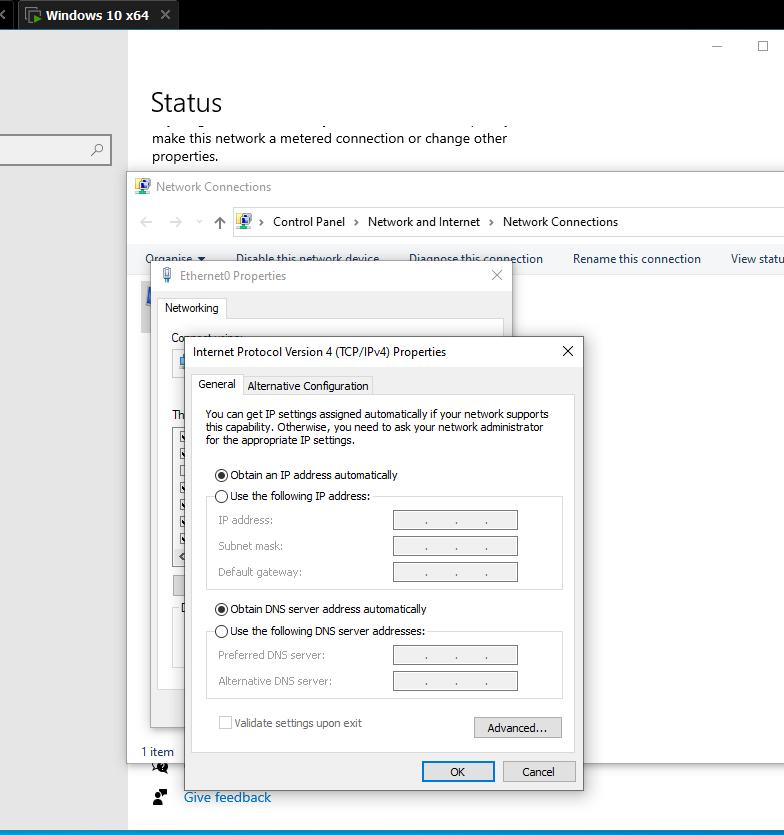 Windows 10 x64
Status
make this network a metered connection or change other
properties.
Network Connections
Control Panel > Network and Internet > Network Connections
Organise Disable this network device Diagnose this connection Rename this connection View statu
Ethernet0 Properties
Networking
Internet Protocol Version 4 (TCP/IPv4) Properties
General Alternative Configuration
You can get IP settings assigned automatically if your network supports
this capability. Otherwise, you need to ask your network administrator
for the appropriate IP settings.
Obtain an IP address automatically
Use the following IP address:
IP address:
Subnet mask:
Default gateway:
Obtain DNS server address automatically
Use the following DNS server addresses:
Preferred DNS server:
Alternative DNS server:
Validate settings upon exit
Advanced...
OK Cancel
1 item
Give feedback